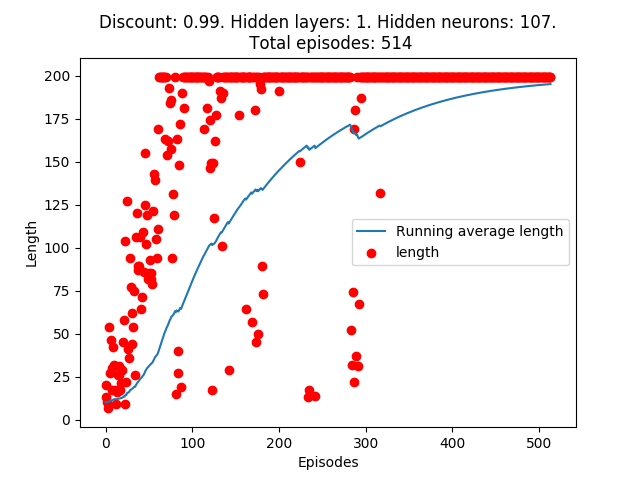 Discount: 0.99. Hidden layers: 1. Hidden neurons: 107.
Total episodes: 514
200
175
150
125
100
75
50
25
0
Length
Running average length
length
0 100 200 300 400 500
Episodes